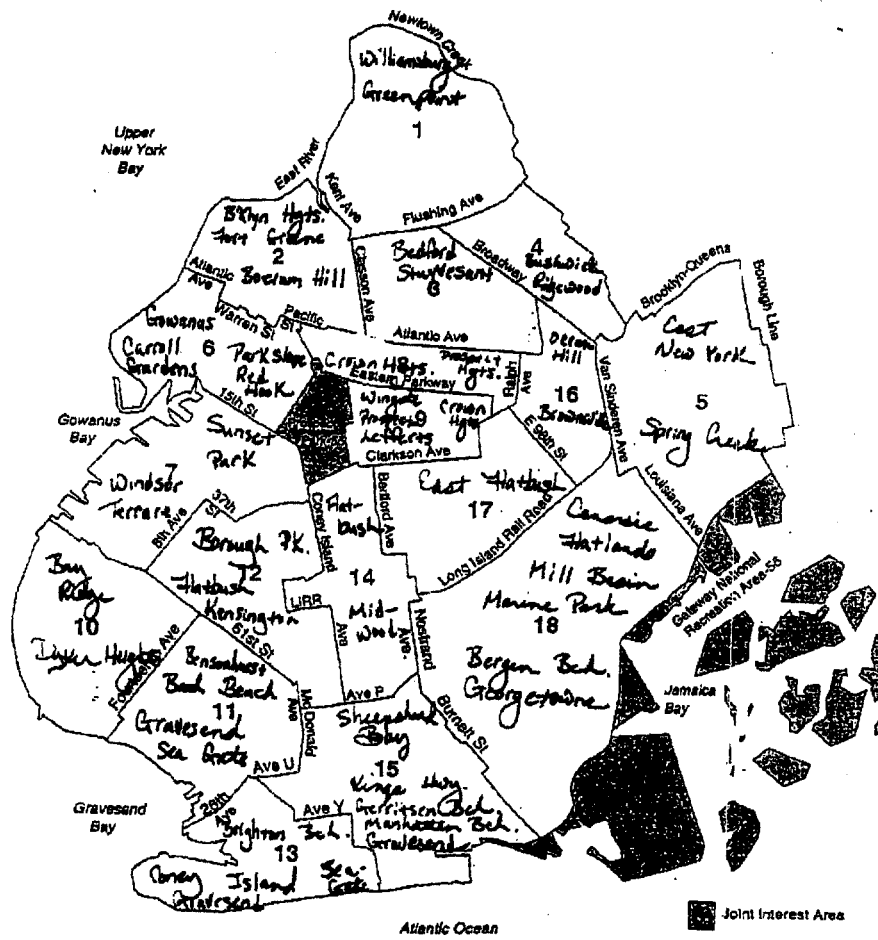 Newtown Creek
Williamsburg
Greenpoint
1
Upper
New York
Bay
East River
Kent Ave
Flushing Ave
B'klyn Hgts.
Fort Greene
2
Boerum Hill
Atlantic
Ave
Classon Ave
Bedford
Stuyvesant
3
Broadway
4
Bushwick
Ridgewood
Brooklyn-Queens
Borough Line
Warren St
Pacific
St
Atlantic Ave
Gowanus
Carroll
Gardens
6
Park Slope
Red
Hook
15th St
Crown Hgts.
Prospect
Hgts.
Eastern Parkway
Ralph
Ave
Hill
16
Brownsville
Van Sinderen Ave
East
New York
5
Spring Creek
Wingate
Prospect
Lefferts
9
Crown
Hgts
Clarkson Ave
E 98th St
Gowanus
Bay
Sunset
Park
7
Windsor
Terrace
8th Ave
37th
St
Coney Island
Ave
Flat-
bush
Bedford Ave
East Flatbush
17
Long Island Rail Road
Louisiana Ave
Borough Pk.
12
Flatbush
Kensington
LIRR
61st St
14
Mid-
wood
Nostrand
Ave.
Canarsie
Flatlands
Mill Basin
Marine Park
18
Bergen Bch.
Georgetowne
Gateway National
Recreation Area-56
Jamaica
Bay
Bay
Ridge
10
Dyker Heights
Bensonhurst
Bath Beach
11
Gravesend
Sea Gate
McDonald
Ave
Ave P
Ave U
Burnett St
Sheepshead
Bay
15
Kings Hwy.
Gerritsen Bch.
Manhattan Bch.
Gravesend
Ave Y
26th
Ave
Gravesand
Bay
Brighton Bch.
13
Coney Island
Sea-
Gate
Gravesend
Atlantic Ocean
Joint Interest Area